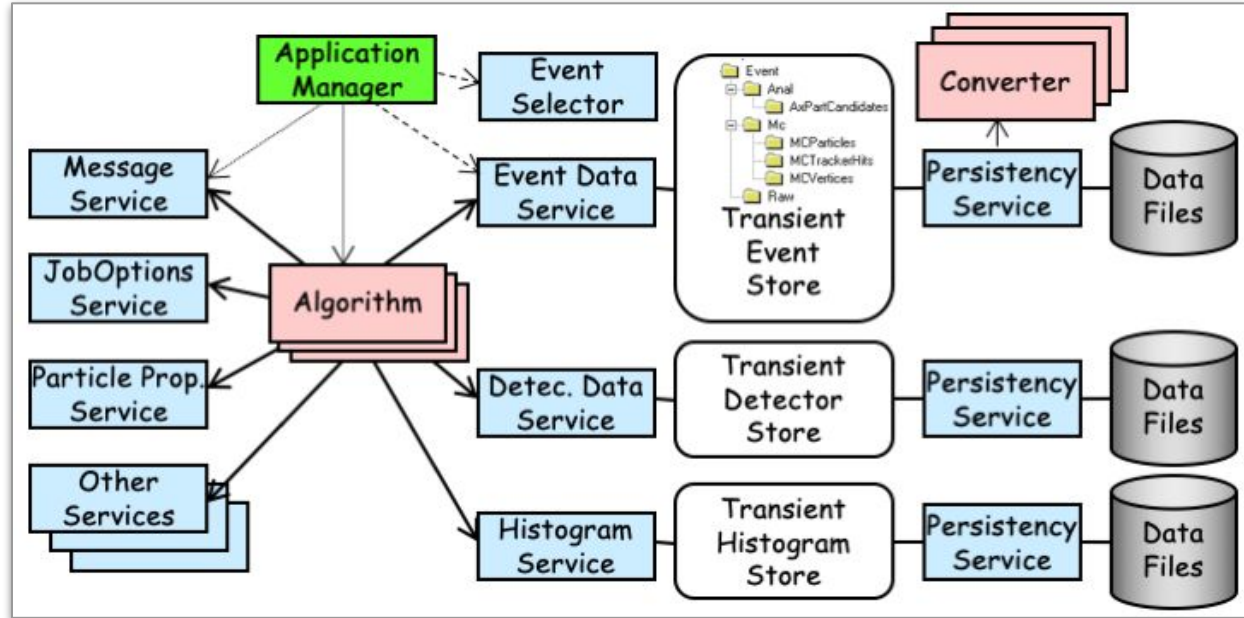 Application
Manager
Event
Selector
Event
Anal
AxPartCandidates
Mc
MCParticles
MCTrackerHits
MCVertices
Raw
Transient
Event
Store
Converter
Message
Service
Event Data
Service
Persistency
Service
Data
Files
JobOptions
Service
Algorithm
Particle Prop.
Service
Detec. Data
Service
Transient
Detector
Store
Persistency
Service
Data
Files
Other
Services
Histogram
Service
Transient
Histogram
Store
Persistency
Service
Data
Files